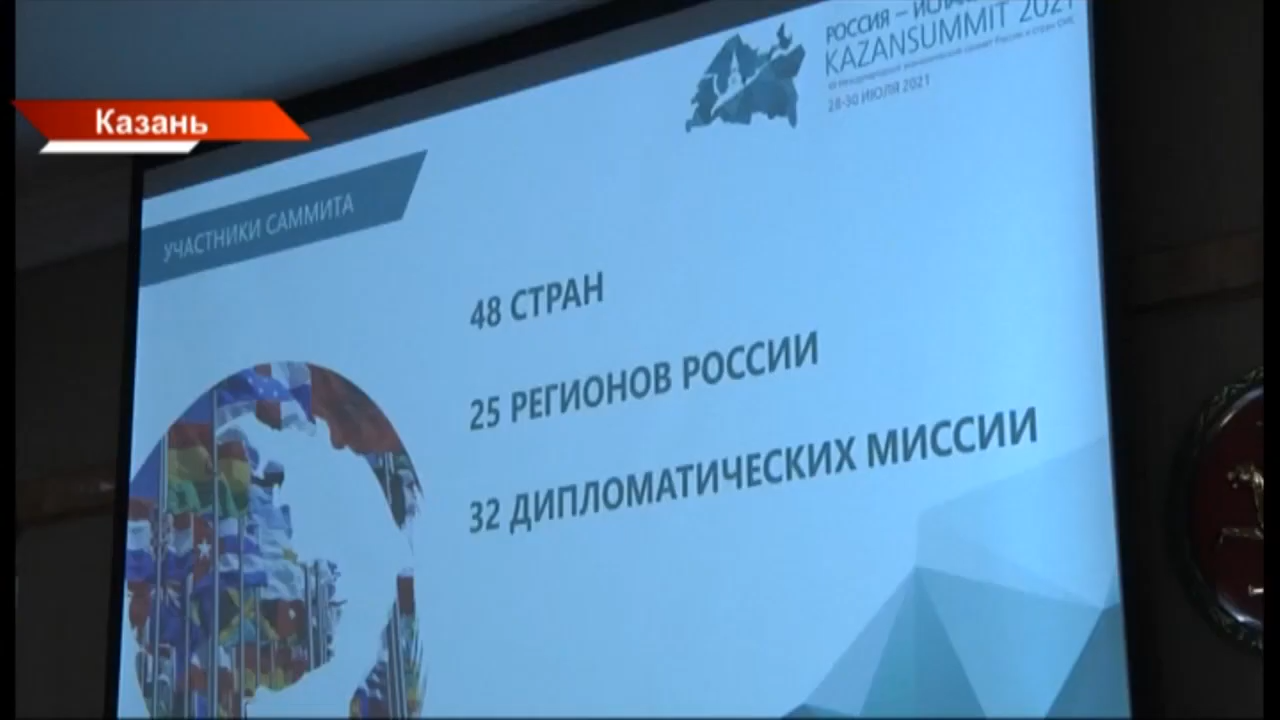 РОССИЯ –
KAZANSUMMIT 2021
28-30 ИЮЛЯ 2021
Казань
УЧАСТНИКИ САММИТА
48 СТРАН
25 РЕГИОНОВ РОССИИ
32 ДИПЛОМАТИЧЕСКИХ МИССИИ